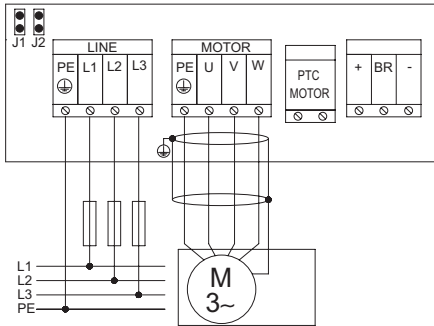 J1 J2
LINE
PE L1 L2 L3
MOTOR
PE U V W
PTC
MOTOR
+ BR -
L1
L2
L3
PE
M
3~